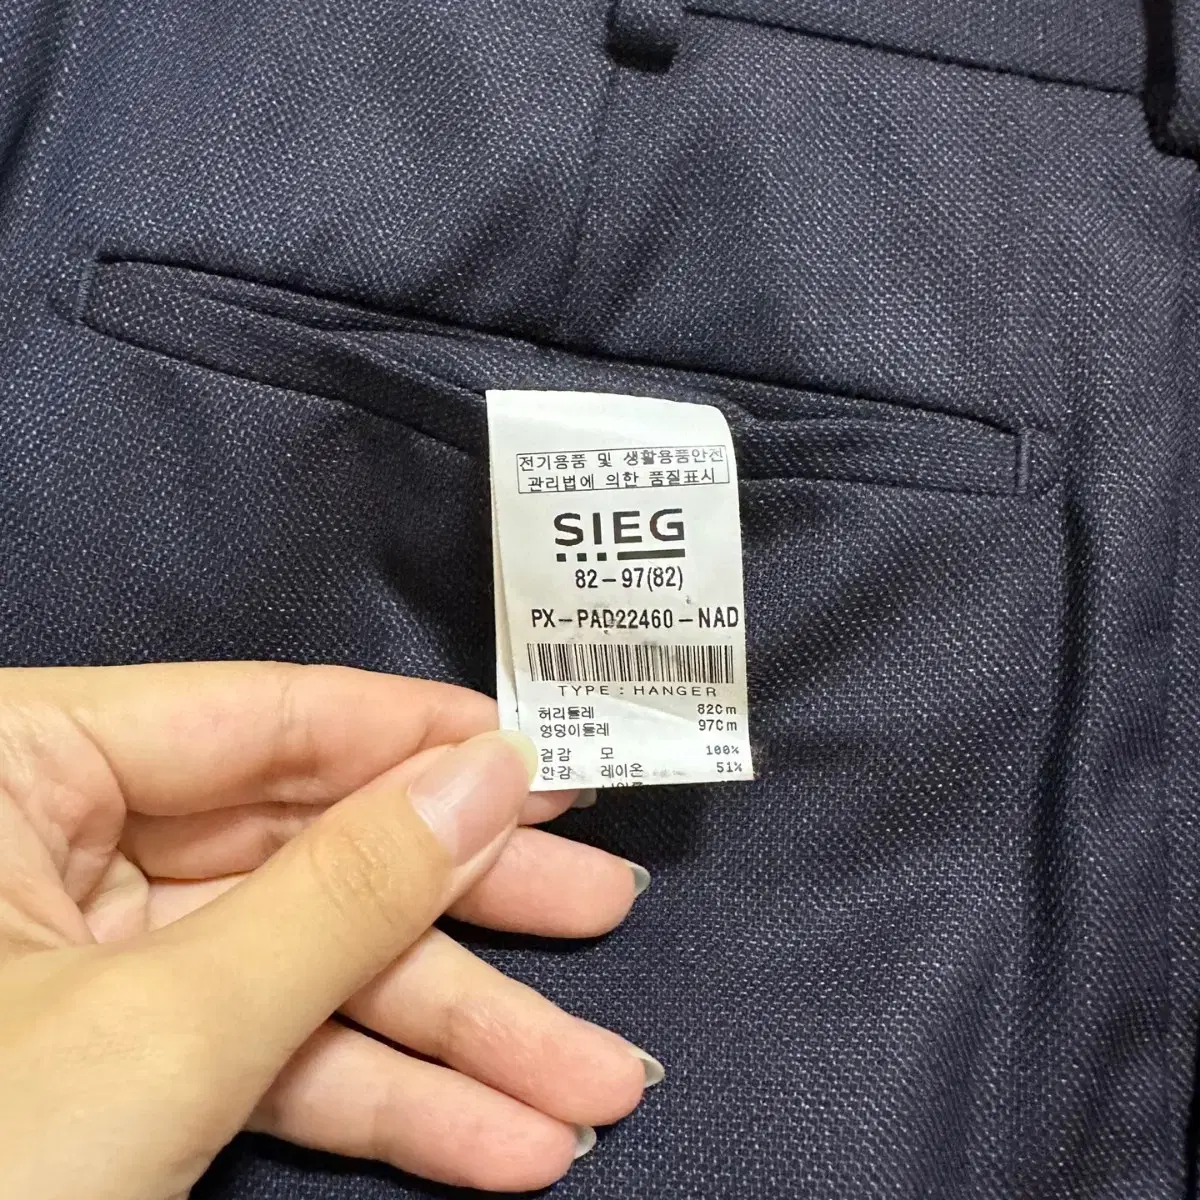 전기용품 및 생활용품안전
관리법에 의한 품질표시
SIEG
82-97(82)
PX-PAD22460-NAD
TYPE : HANGER
허리둘레 82Cm
엉덩이둘레 97Cm
겉감 모 100%
안감 레이온 51%